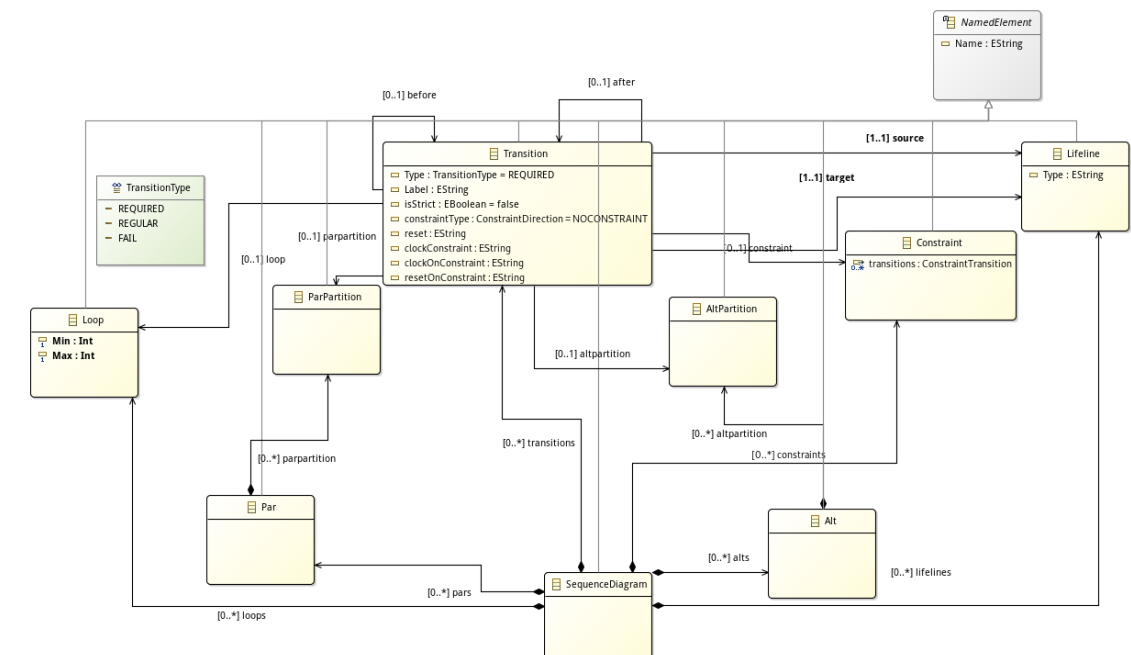 NamedElement
Name : EString
[0..1] after
[0..1] before
[1..1] source
Transition
Lifeline
Type : TransitionType = REQUIRED
Label : EString
isStrict : EBoolean = false
constraintType : ConstraintDirection = NOCONSTRAINT
reset : EString
clockConstraint : EString
clockOnConstraint : EString
resetOnConstraint : EString
Type : EString
[1..1] target
TransitionType
REQUIRED
REGULAR
FAIL
[0..1] parpartition
[0..1] constraint
Constraint
0..*
transitions : ConstraintTransition
[0..1] loop
ParPartition
AltPartition
Loop
1
Min : Int
1
Max : Int
[0..1] altpartition
[0..*] transitions
[0..*] altpartition
[0..*] constraints
[0..*] parpartition
Par
Alt
[0..*] alts
[0..*] lifelines
SequenceDiagram
[0..*] pars
[0..*] loops